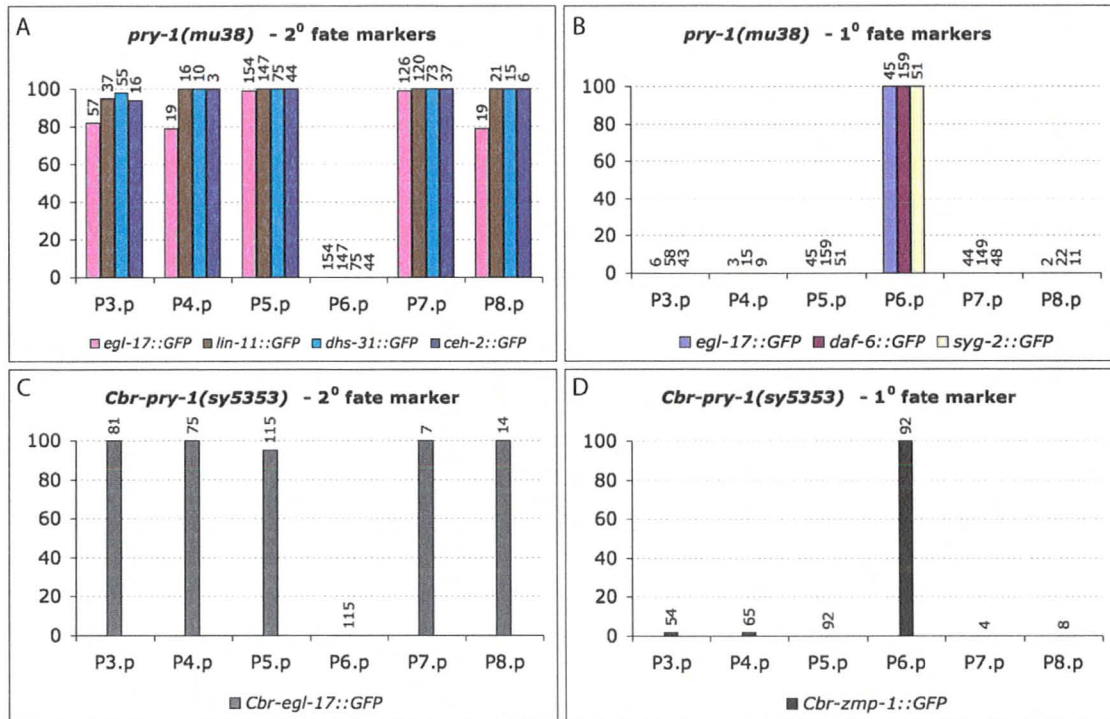 A
pry-1(mu38) - 2⁰ fate markers
57 37 55 16 19 16 10 3 154 147 75 44 154 147 75 44 126 120 73 37 19 21 15 6
100
80
60
40
20
0
P3.p P4.p P5.p P6.p P7.p P8.p
egl-17::GFP lin-11::GFP dhs-31::GFP ceh-2::GFP
B
pry-1(mu38) - 1⁰ fate markers
6 58 43 3 15 9 45 159 51 45 159 51 44 149 48 2 22 11
100
80
60
40
20
0
P3.p P4.p P5.p P6.p P7.p P8.p
egl-17::GFP daf-6::GFP syg-2::GFP
C
Cbr-pry-1(sy5353) - 2⁰ fate marker
81 75 115 115 7 14
100
80
60
40
20
0
P3.p P4.p P5.p P6.p P7.p P8.p
Cbr-egl-17::GFP
D
Cbr-pry-1(sy5353) - 1⁰ fate marker
54 65 92 92 4 8
100
80
60
40
20
0
P3.p P4.p P5.p P6.p P7.p P8.p
Cbr-zmp-1::GFP